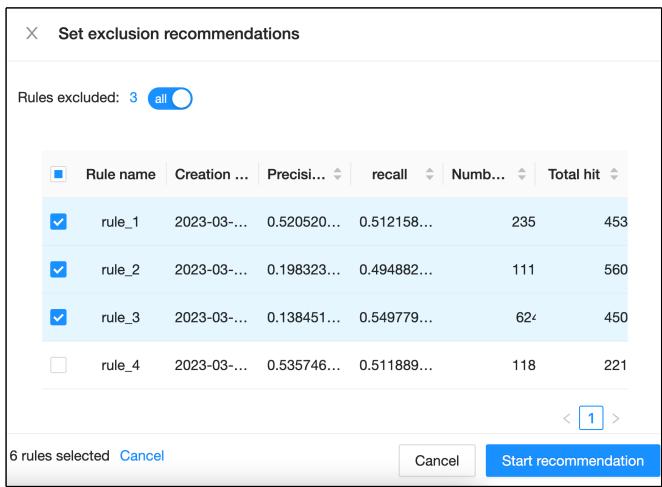 Set exclusion recommendations
Rules excluded: 3 all
Rule name Creation ... Precisi... recall Numb... Total hit
rule_1 2023-03-... 0.520520... 0.512158... 235 453
rule_2 2023-03-... 0.198323... 0.494882... 111 560
rule_3 2023-03-... 0.138451... 0.549779... 624 450
rule_4 2023-03-... 0.535746... 0.511889... 118 221
< 1 >
6 rules selected Cancel Cancel Start recommendation